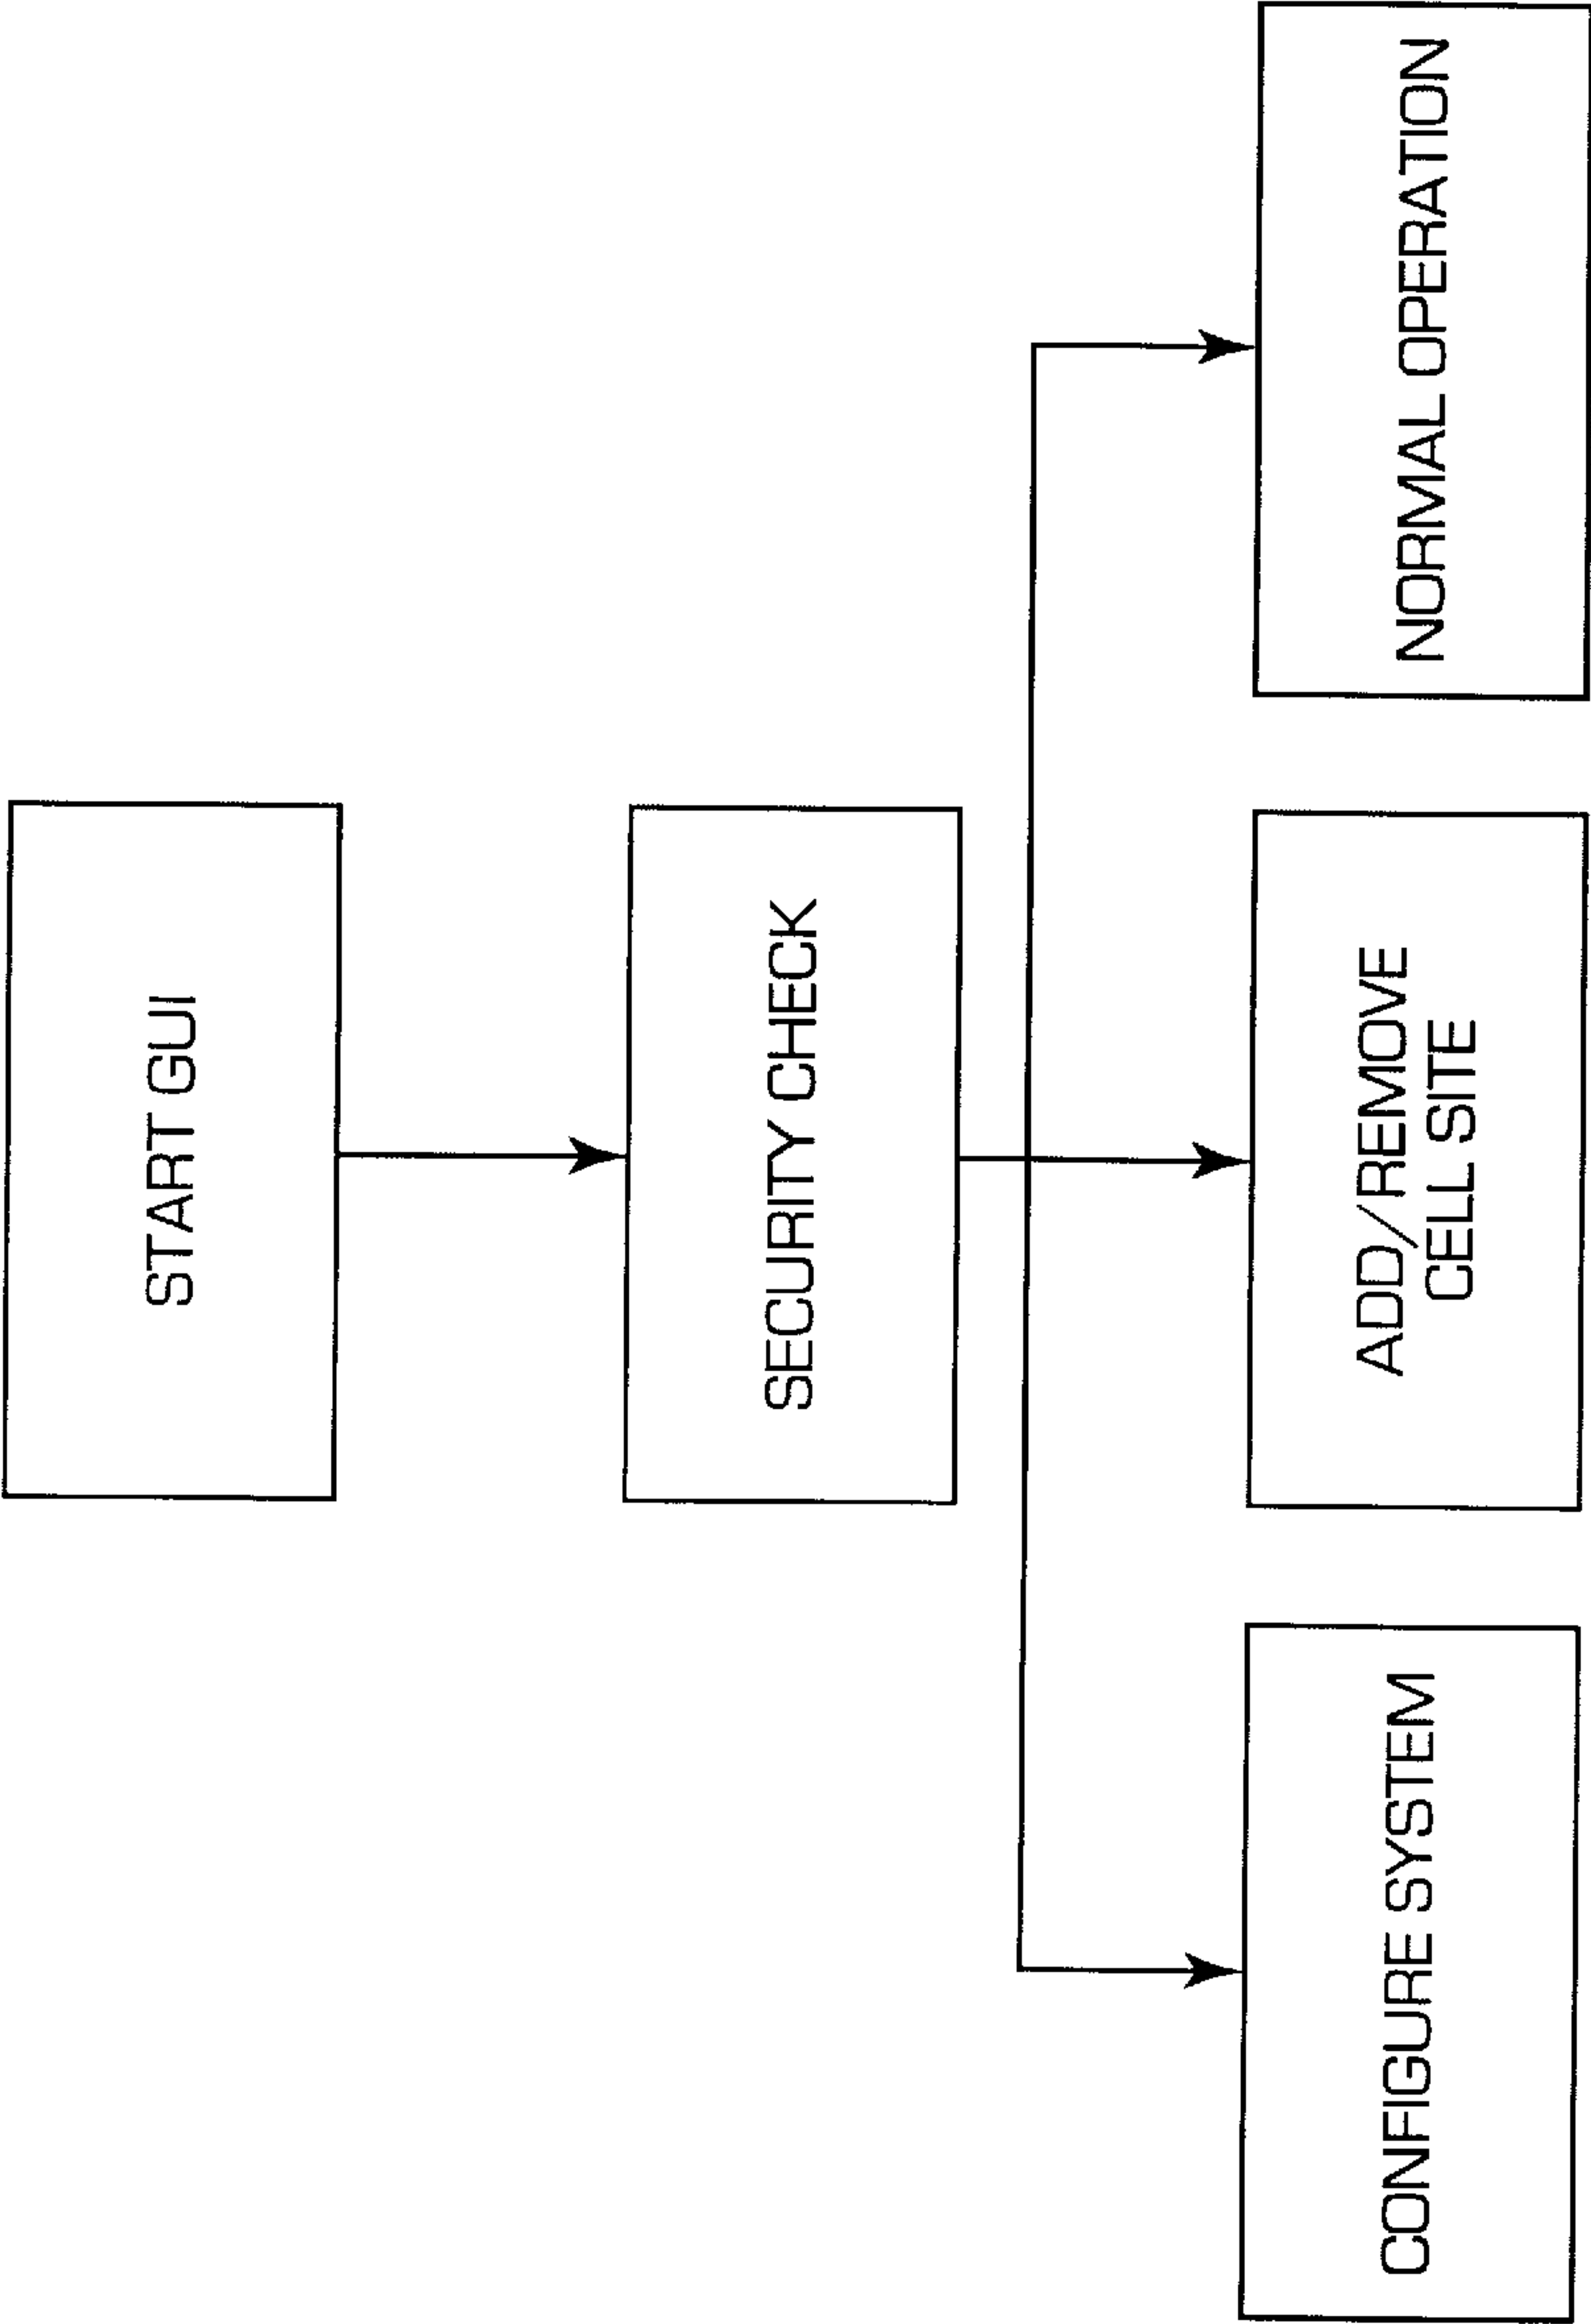 START GUI
SECURITY CHECK
CONFIGURE SYSTEM
ADD/REMOVE
CELL SITE
NORMAL OPERATION